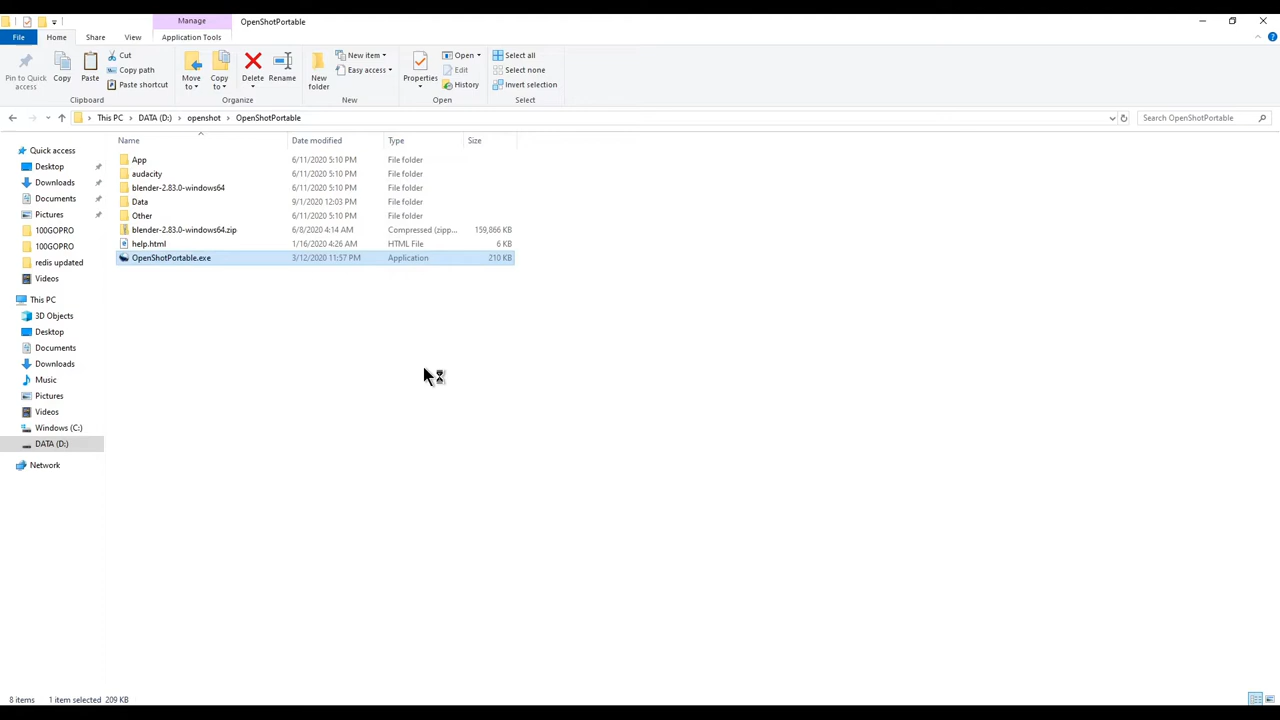 Manage
OpenShotPortable
File
Home
Share
View
Application Tools
Pin to Quick access
Copy
Paste
Cut
Copy path
Paste shortcut
Clipboard
Move to
Copy to
Delete
Rename
Organize
New folder
New item
Easy access
New
Properties
Open
Edit
History
Open
Select all
Select none
Invert selection
Select
This PC > DATA (D:) > openshot > OpenShotPortable
Search OpenShotPortable
Name Date modified Type Size
App 6/11/2020 5:10 PM File folder
audacity 6/11/2020 5:10 PM File folder
blender-2.83.0-windows64 6/11/2020 5:10 PM File folder
Data 9/1/2020 12:03 PM File folder
Other 6/11/2020 5:10 PM File folder
blender-2.83.0-windows64.zip 6/8/2020 4:14 AM Compressed (zipp... 159,866 KB
help.html 1/16/2020 4:26 AM HTML File 6 KB
OpenShotPortable.exe 3/12/2020 11:57 PM Application 210 KB
Quick access
Desktop
Downloads
Documents
Pictures
100GOPRO
100GOPRO
redis updated
Videos
This PC
3D Objects
Desktop
Documents
Downloads
Music
Pictures
Videos
Windows (C:)
DATA (D:)
Network
8 items 1 item selected 209 KB